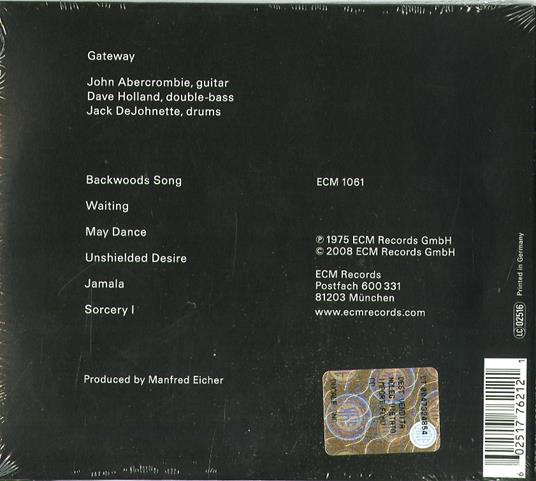 Gateway
John Abercrombie, guitar
Dave Holland, double-bass
Jack DeJohnette, drums
Backwoods Song
Waiting
May Dance
Unshielded Desire
Jamala
Sorcery I
Produced by Manfred Eicher
ECM 1061
℗ 1975 ECM Records GmbH
© 2008 ECM Records GmbH
ECM Records
Postfach 600 331
81203 München
www.ecmrecords.com
LC 02516
Printed in Germany
6 02517 76212 1